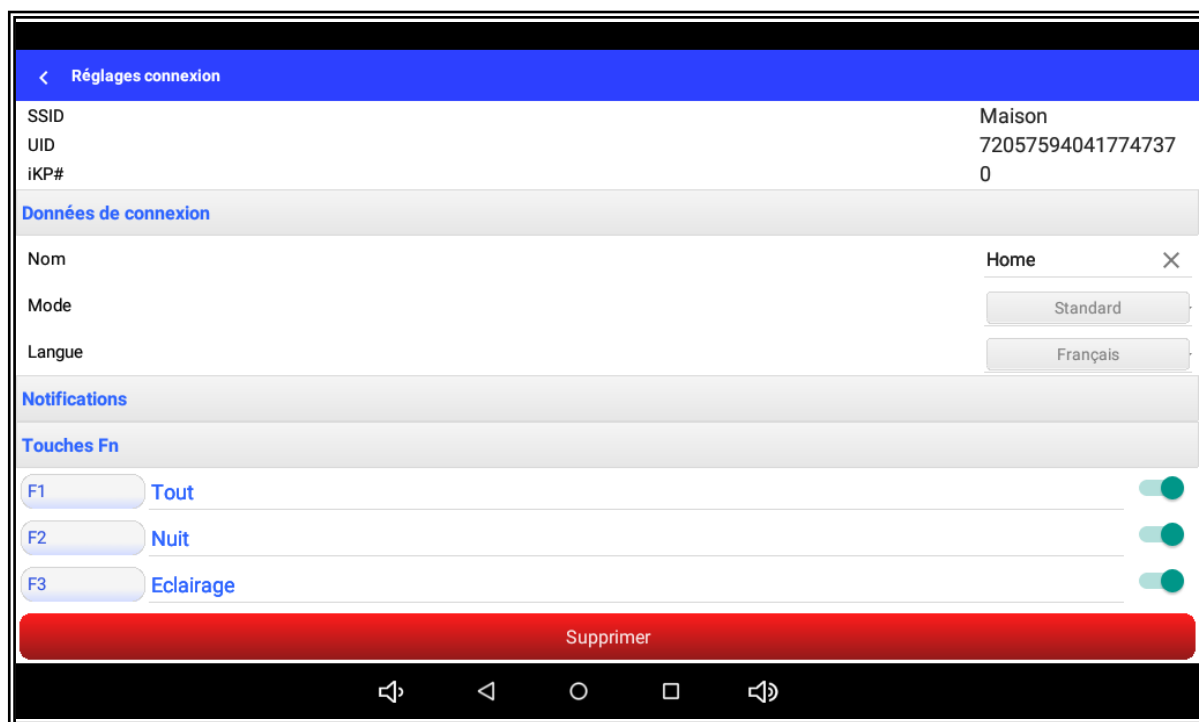 Réglages connexion
SSID Maison
UID 72057594041774737
iKP# 0
Données de connexion
Nom Home
Mode Standard
Langue Français
Notifications
Touches Fn
F1 Tout
F2 Nuit
F3 Eclairage
Supprimer